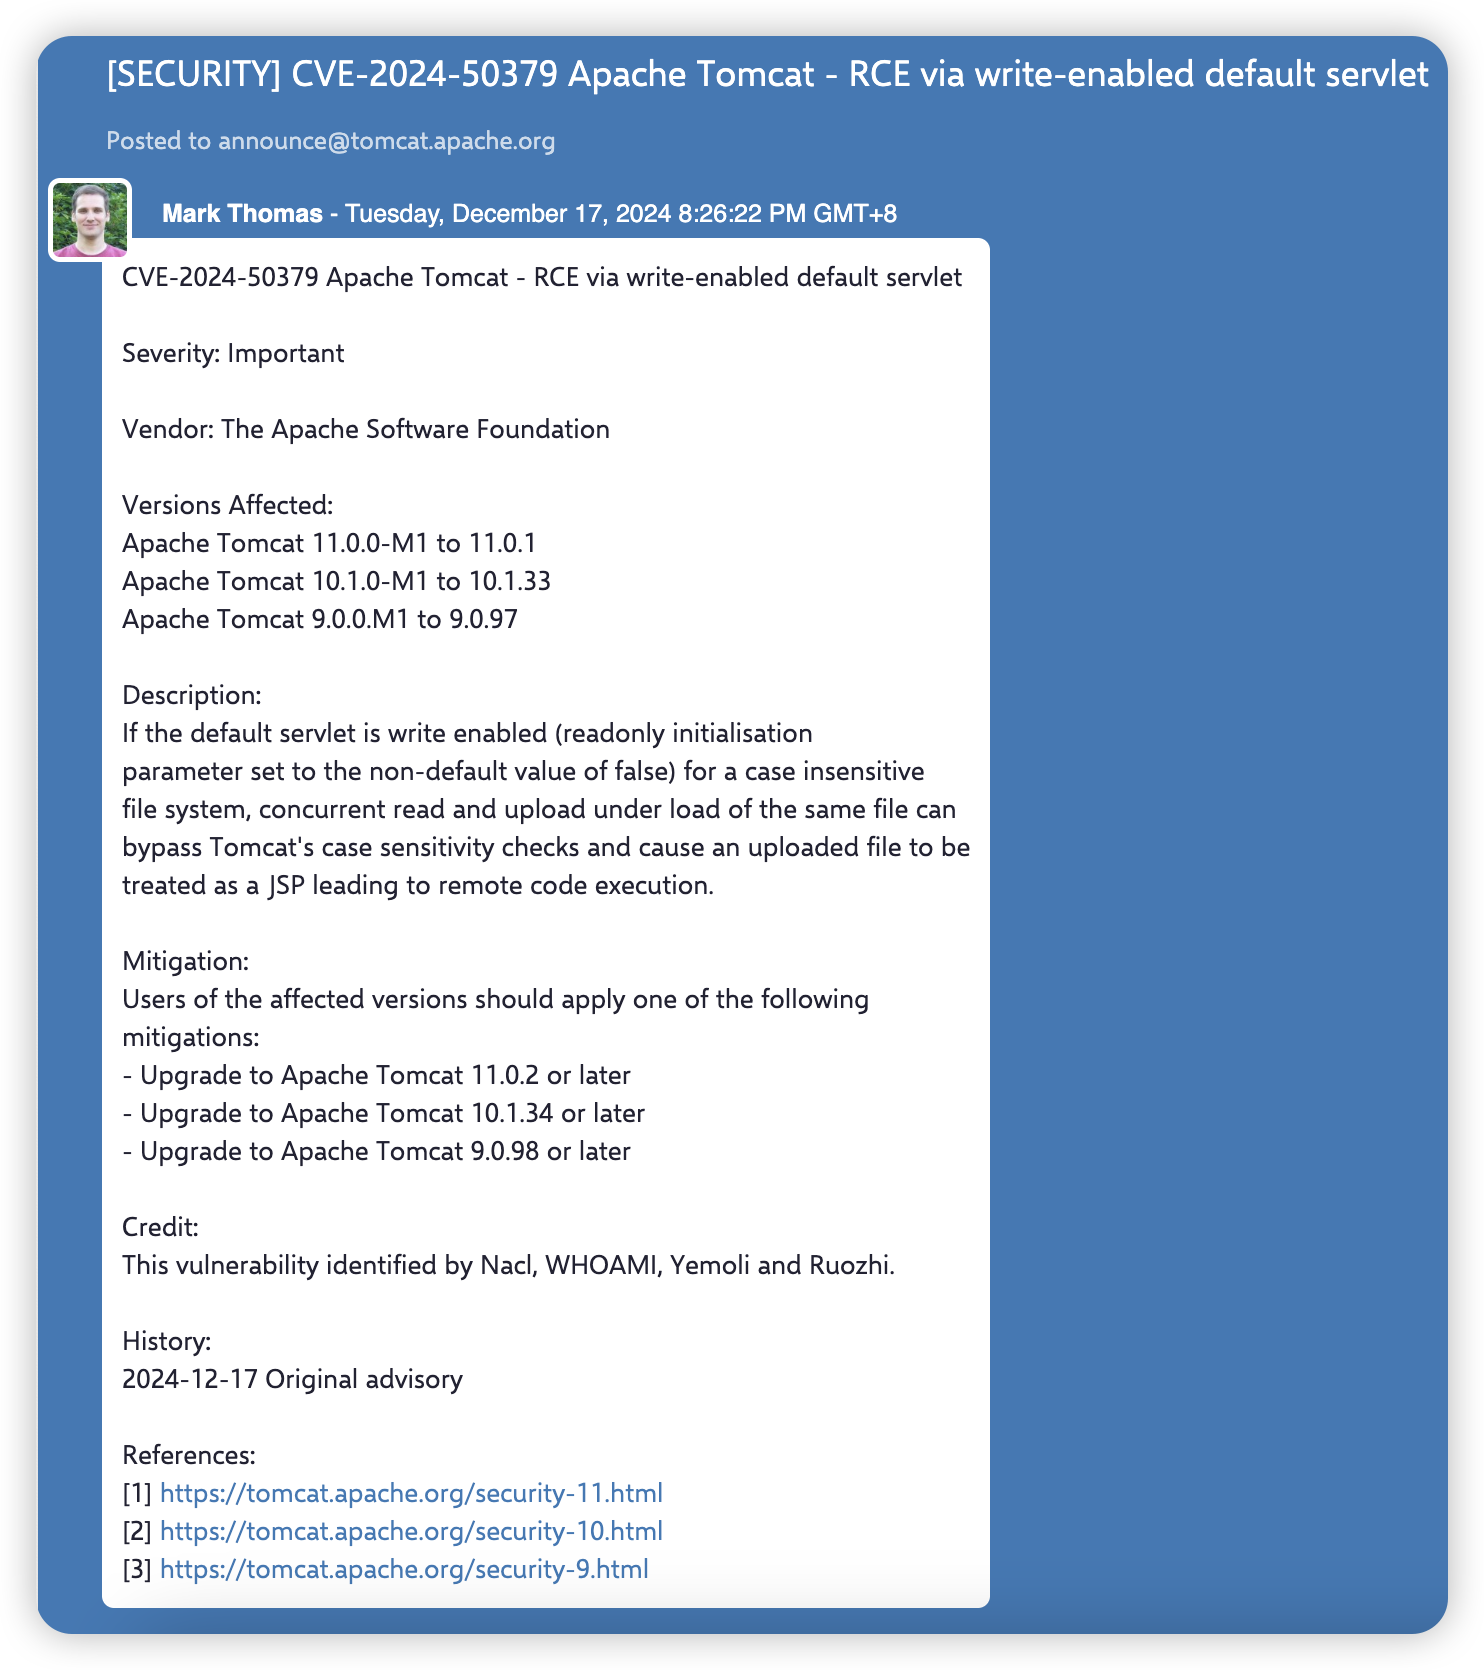 [SECURITY] CVE-2024-50379 Apache Tomcat - RCE via write-enabled default servlet
Posted to announce@tomcat.apache.org
Mark Thomas - Tuesday, December 17, 2024 8:26:22 PM GMT+8
CVE-2024-50379 Apache Tomcat - RCE via write-enabled default servlet
Severity: Important
Vendor: The Apache Software Foundation
Versions Affected:
Apache Tomcat 11.0.0-M1 to 11.0.1
Apache Tomcat 10.1.0-M1 to 10.1.33
Apache Tomcat 9.0.0.M1 to 9.0.97
Description:
If the default servlet is write enabled (readonly initialisation
parameter set to the non-default value of false) for a case insensitive
file system, concurrent read and upload under load of the same file can
bypass Tomcat's case sensitivity checks and cause an uploaded file to be
treated as a JSP leading to remote code execution.
Mitigation:
Users of the affected versions should apply one of the following
mitigations:
- Upgrade to Apache Tomcat 11.0.2 or later
- Upgrade to Apache Tomcat 10.1.34 or later
- Upgrade to Apache Tomcat 9.0.98 or later
Credit:
This vulnerability identified by Nacl, WHOAMI, Yemoli and Ruozhi.
History:
2024-12-17 Original advisory
References:
[1] https://tomcat.apache.org/security-11.html
[2] https://tomcat.apache.org/security-10.html
[3] https://tomcat.apache.org/security-9.html